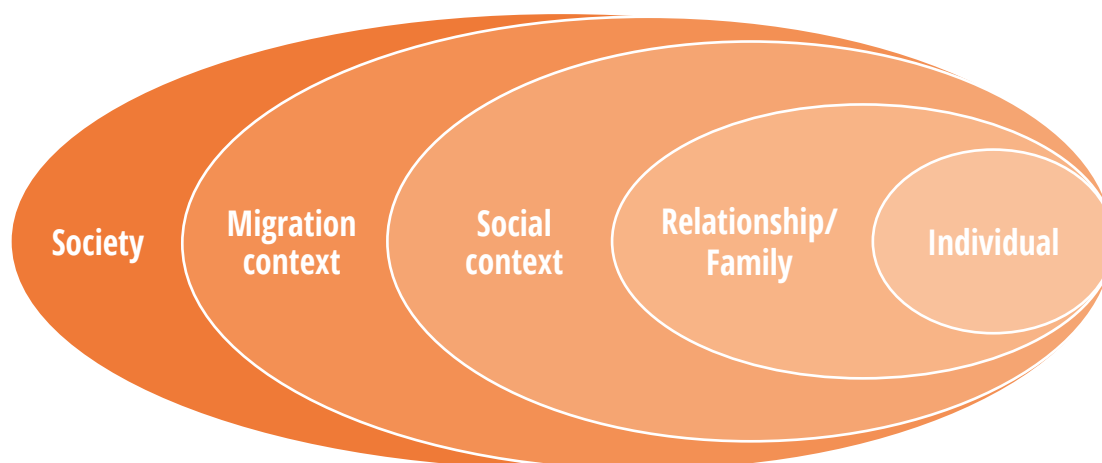 Society
Migration
context
Social
context
Relationship/
Family
Individual